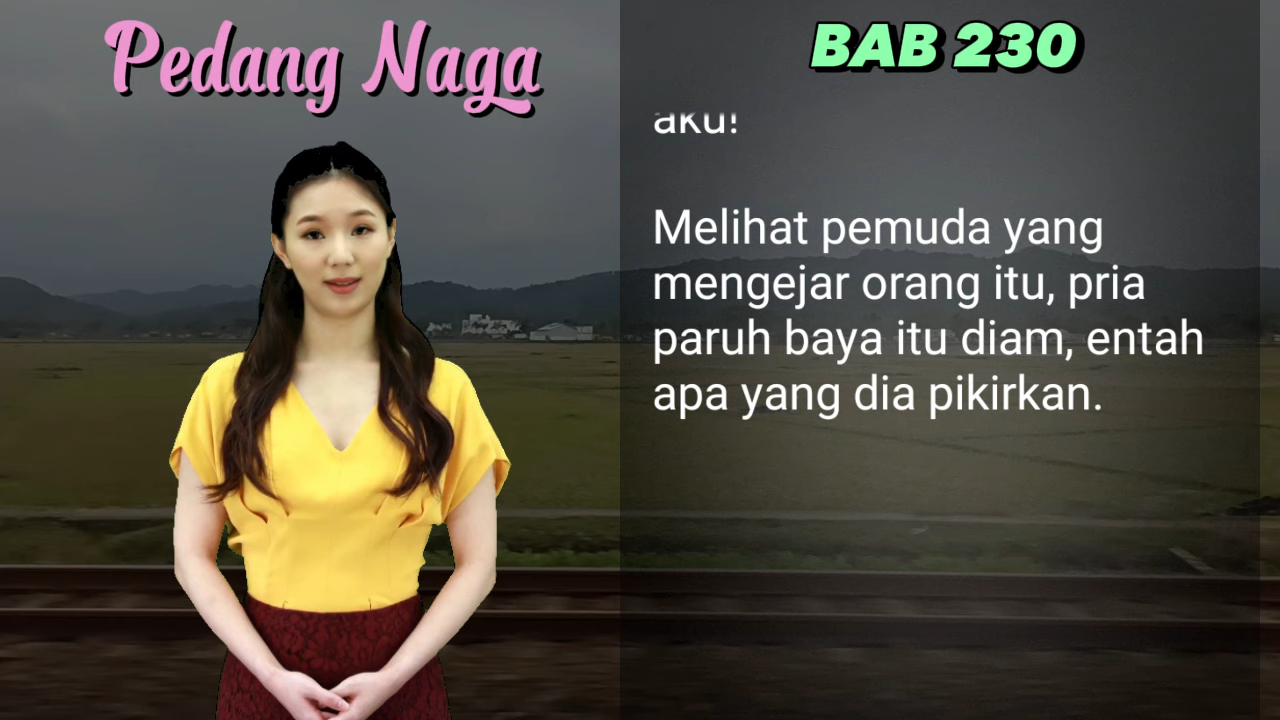 Pedang Naga
BAB 230
aku!
Melihat pemuda yang
mengejar orang itu, pria
paruh baya itu diam, entah
apa yang dia pikirkan.